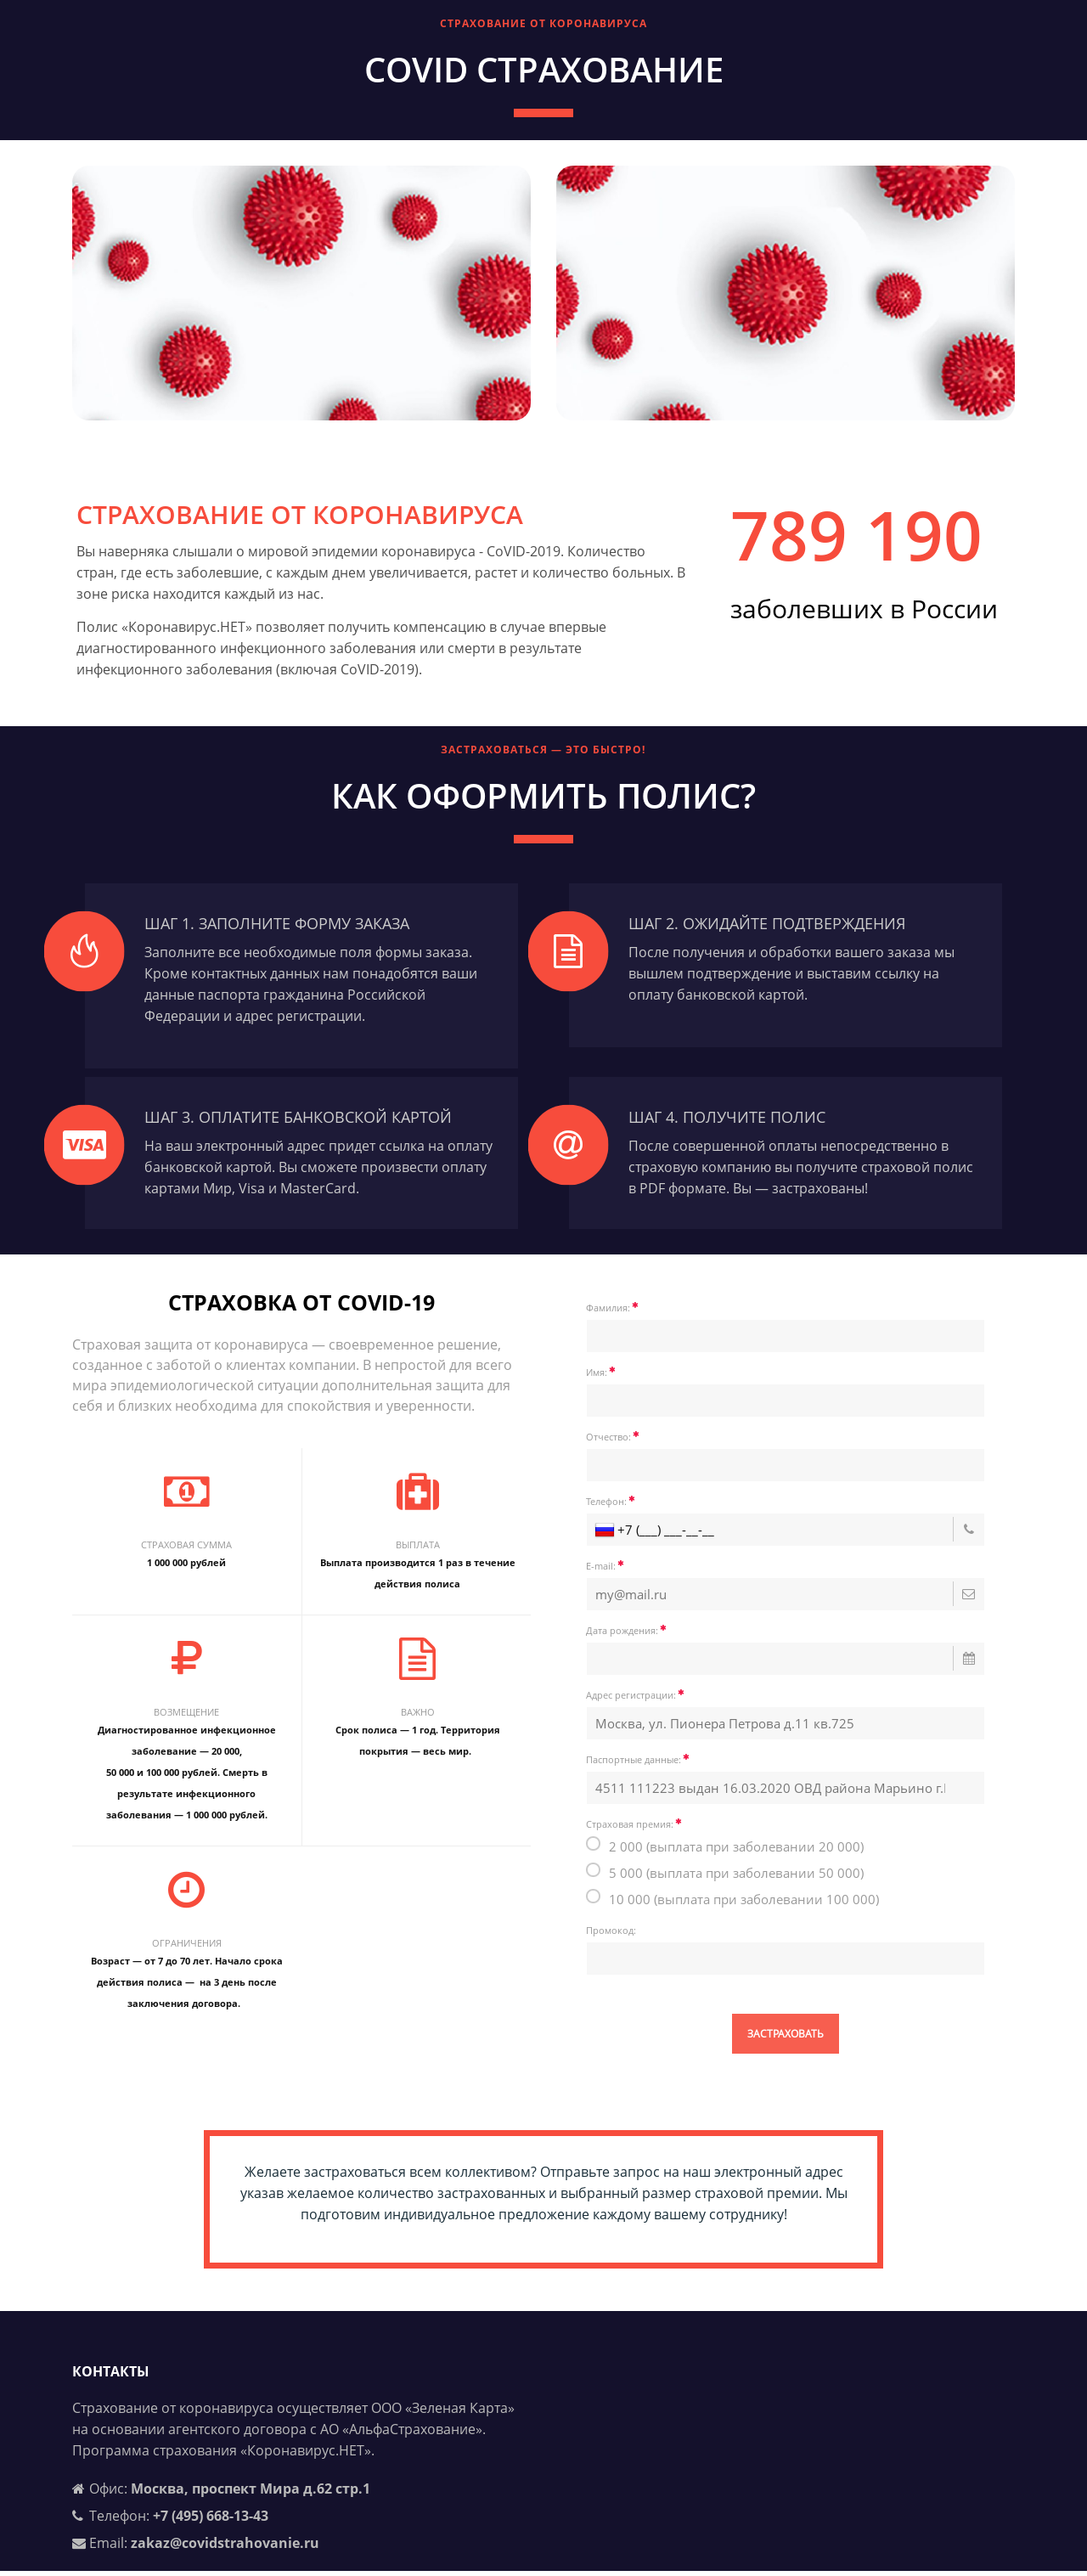 СТРАХОВАНИЕ ОТ КОРОНАВИРУСА
COVID СТРАХОВАНИЕ
СТРАХОВАНИЕ ОТ КОРОНАВИРУСА
Вы наверняка слышали о мировой эпидемии коронавируса - CoVID-2019. Количество
стран, где есть заболевшие, с каждым днем увеличивается, растет и количество больных. В
зоне риска находится каждый из нас.
Полис «Коронавирус.НЕТ» позволяет получить компенсацию в случае впервые
диагностированного инфекционного заболевания или смерти в результате
инфекционного заболевания (включая CoVID-2019).
789 190
заболевших в России
ЗАСТРАХОВАТЬСЯ — ЭТО БЫСТРО!
КАК ОФОРМИТЬ ПОЛИС?
ШАГ 1. ЗАПОЛНИТЕ ФОРМУ ЗАКАЗА
Заполните все необходимые поля формы заказа.
Кроме контактных данных нам понадобятся ваши
данные паспорта гражданина Российской
Федерации и адрес регистрации.
ШАГ 2. ОЖИДАЙТЕ ПОДТВЕРЖДЕНИЯ
После получения и обработки вашего заказа мы
вышлем подтверждение и выставим ссылку на
оплату банковской картой.
VISA
ШАГ 3. ОПЛАТИТЕ БАНКОВСКОЙ КАРТОЙ
На ваш электронный адрес придет ссылка на оплату
банковской картой. Вы сможете произвести оплату
картами Мир, Visa и MasterCard.
@
ШАГ 4. ПОЛУЧИТЕ ПОЛИС
После совершенной оплаты непосредственно в
страховую компанию вы получите страховой полис
в PDF формате. Вы — застрахованы!
СТРАХОВКА ОТ COVID-19
Страховая защита от коронавируса — своевременное решение,
созданное с заботой о клиентах компании. В непростой для всего
мира эпидемиологической ситуации дополнительная защита для
себя и близких необходима для спокойствия и уверенности.
1
СТРАХОВАЯ СУММА
1 000 000 рублей
ВЫПЛАТА
Выплата производится 1 раз в течение
действия полиса
₽
ВОЗМЕЩЕНИЕ
Диагностированное инфекционное
заболевание — 20 000,
50 000 и 100 000 рублей. Смерть в
результате инфекционного
заболевания — 1 000 000 рублей.
ВАЖНО
Срок полиса — 1 год. Территория
покрытия — весь мир.
ОГРАНИЧЕНИЯ
Возраст — от 7 до 70 лет. Начало срока
действия полиса — на 3 день после
заключения договора.
Фамилия: *
Имя: *
Отчество: *
Телефон: *
+7 (___) ___-__-__
E-mail: *
my@mail.ru
Дата рождения: *
Адрес регистрации: *
Москва, ул. Пионера Петрова д.11 кв.725
Паспортные данные: *
4511 111223 выдан 16.03.2020 ОВД района Марьино г.
Страховая премия: *
2 000 (выплата при заболевании 20 000)
5 000 (выплата при заболевании 50 000)
10 000 (выплата при заболевании 100 000)
Промокод:
ЗАСТРАХОВАТЬ
Желаете застраховаться всем коллективом? Отправьте запрос на наш электронный адрес
указав желаемое количество застрахованных и выбранный размер страховой премии. Мы
подготовим индивидуальное предложение каждому вашему сотруднику!
КОНТАКТЫ
Страхование от коронавируса осуществляет ООО «Зеленая Карта»
на основании агентского договора с АО «АльфаСтрахование».
Программа страхования «Коронавирус.НЕТ».
Офис: Москва, проспект Мира д.62 стр.1
Телефон: +7 (495) 668-13-43
Email: zakaz@covidstrahovanie.ru